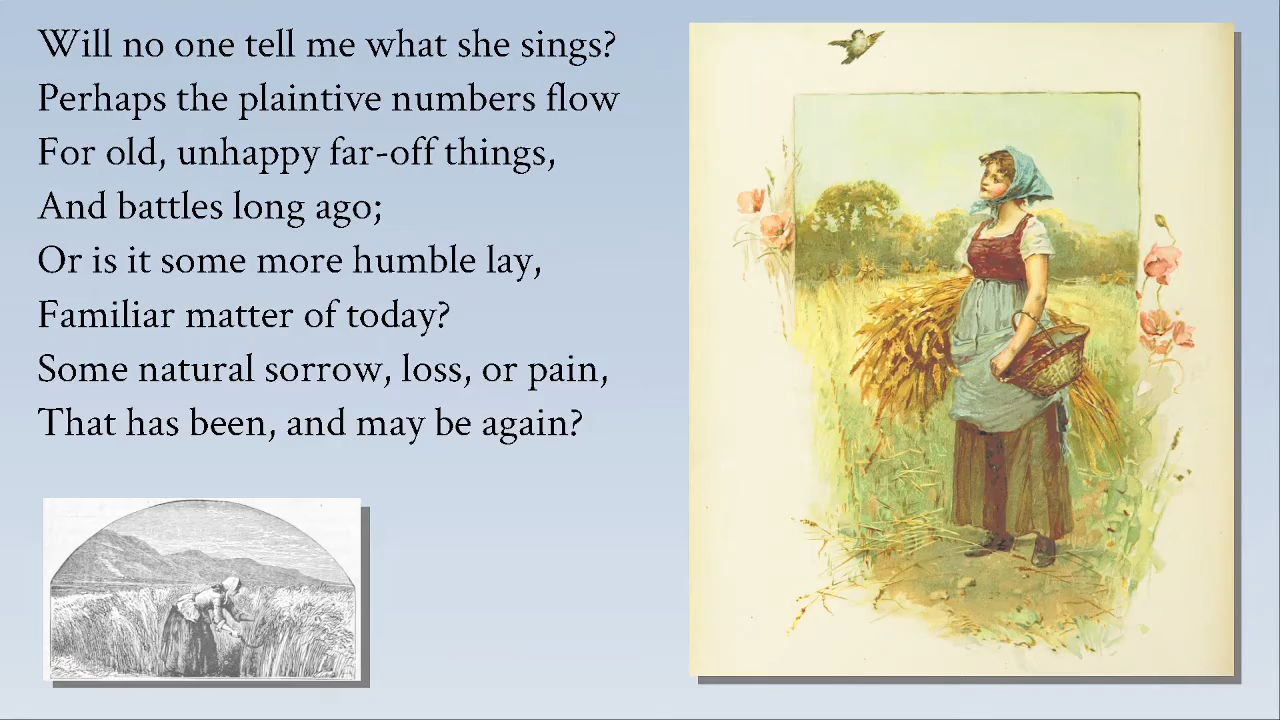 Will no one tell me what she sings?
Perhaps the plaintive numbers flow
For old, unhappy far-off things,
And battles long ago;
Or is it some more humble lay,
Familiar matter of today?
Some natural sorrow, loss, or pain,
That has been, and may be again?